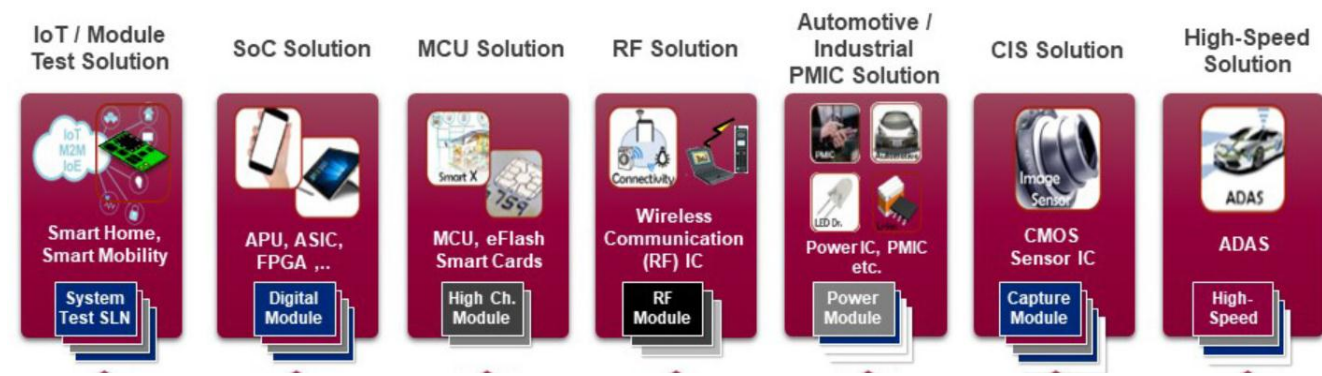 IoT / Module
Test Solution
IoT
M2M
IoE
Smart Home,
Smart Mobility
System
Test SLN
SoC Solution
APU, ASIC,
FPGA ,..
Digital
Module
MCU Solution
Smart X
759
MCU, eFlash
Smart Cards
High Ch.
Module
RF Solution
Connectivity
Wireless
Communication
(RF) IC
RF
Module
Automotive /
Industrial
PMIC Solution
PMIC
Automotive
LED Dr.
Power IC, PMIC
etc.
Power
Module
CIS Solution
Image
Sensor
CMOS
Sensor IC
Capture
Module
High-Speed
Solution
ADAS
ADAS
High-
Speed